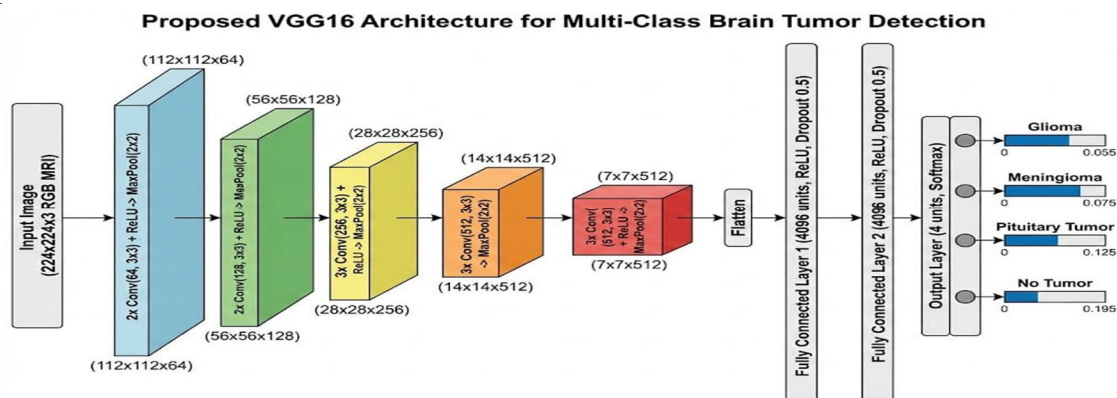 Proposed VGG16 Architecture for Multi-Class Brain Tumor Detection
Input Image
(224x224x3 RGB MRI)
(112x112x64)
2x Conv(64, 3x3) + ReLU -> MaxPool(2x2)
(112x112x64)
(56x56x128)
2x Conv(128, 3x3) + ReLU -> MaxPool(2x2)
(56x56x128)
(28x28x256)
3x Conv(256, 3x3) +
ReLU -> MaxPool(2x2)
(28x28x256)
(14x14x512)
3x Conv(512, 3x3)
-> MaxPool(2x2)
(14x14x512)
(7x7x512)
3x Conv(
(512, 3x3)
+ ReLU ->
MaxPool(2x2)
(7x7x512)
Flatten
Fully Connected Layer 1 (4096 units, ReLU, Dropout 0.5)
Fully Connected Layer 2 (4096 units, ReLU, Dropout 0.5)
Output Layer (4 units, Softmax)
Glioma
0 0.055
Meningioma
0 0.075
Pituitary Tumor
0 0.125
No Tumor
0 0.195